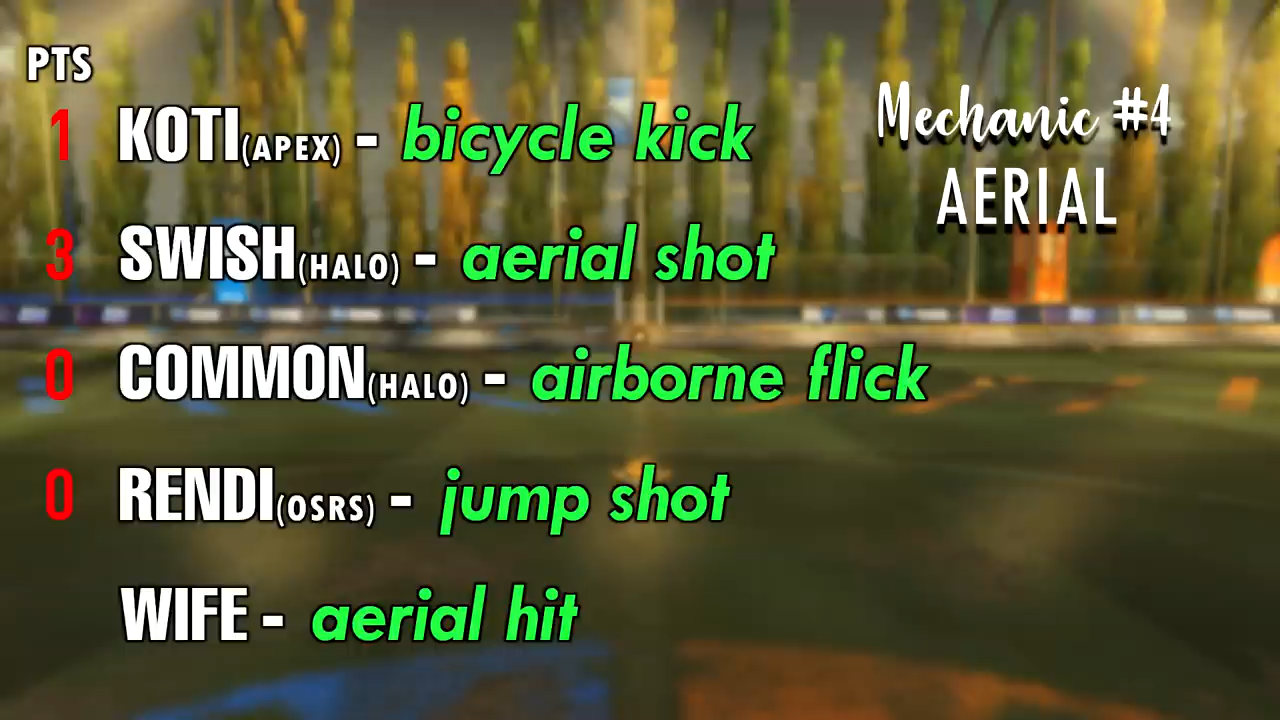 PTS
Mechanic #4
AERIAL
1 KOTI(APEX) - bicycle kick
3 SWISH(HALO) - aerial shot
0 COMMON(HALO) - airborne flick
0 RENDI(OSRS) - jump shot
WIFE - aerial hit